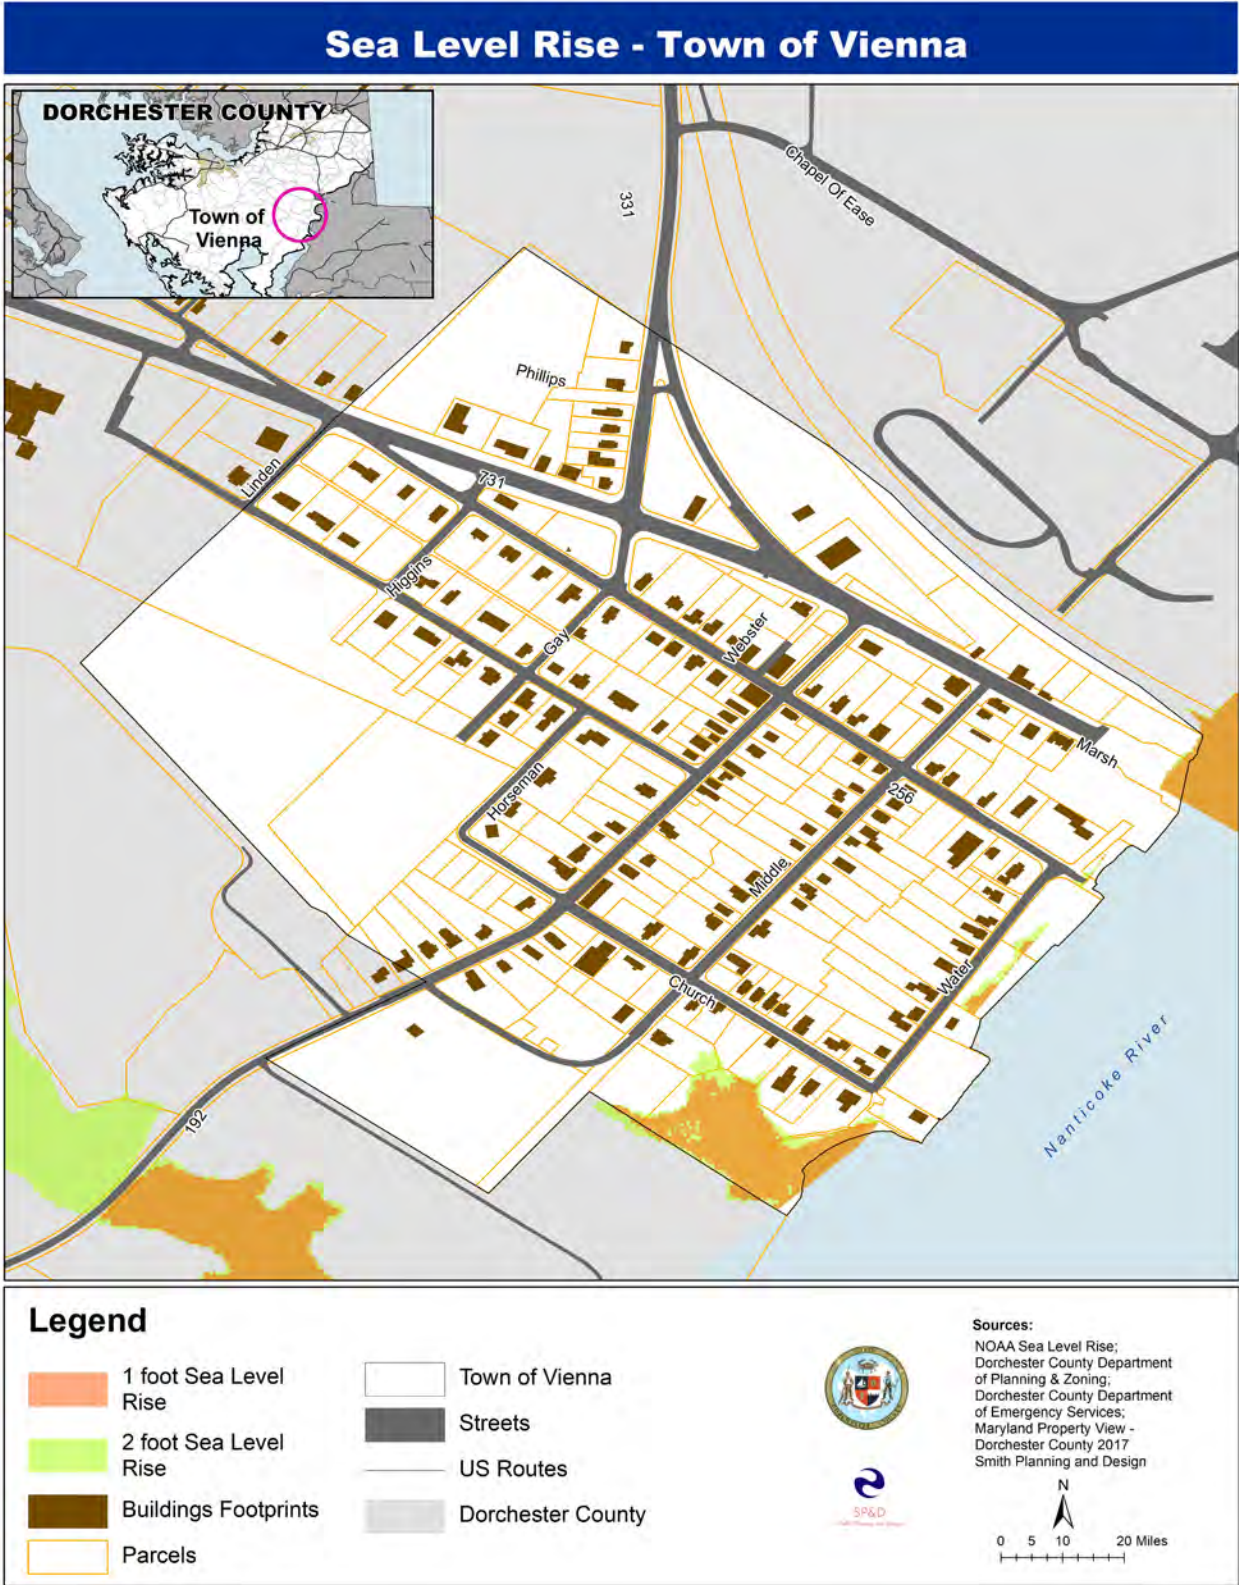 Sea Level Rise - Town of Vienna
DORCHESTER COUNTY
Town of
Vienna
331
Chapel Of Ease
Phillips
Linden
731
Higgins
Gay
Webster
Marsh
Horseman
256
Middle
Church
Water
192
Nanticoke River
Legend
1 foot Sea Level
Rise
2 foot Sea Level
Rise
Buildings Footprints
Parcels
Town of Vienna
Streets
US Routes
Dorchester County
SP&D
Sources:
NOAA Sea Level Rise;
Dorchester County Department
of Planning & Zoning;
Dorchester County Department
of Emergency Services;
Maryland Property View -
Dorchester County 2017
Smith Planning and Design
N
0 5 10 20 Miles